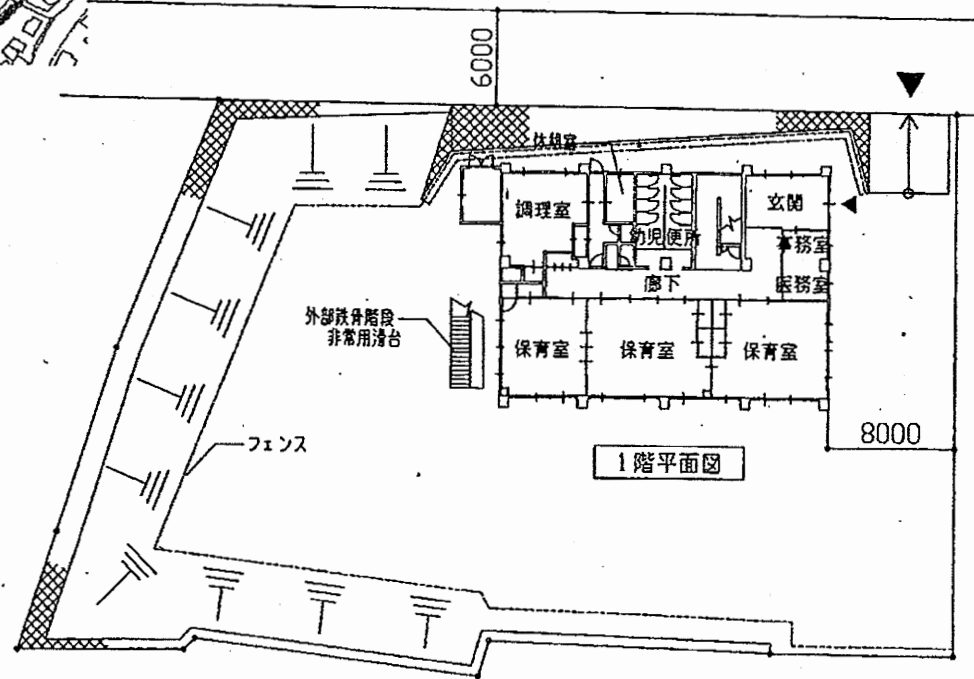 6000
休憩室
調理室
玄関
幼児便所
事務室
医務室
廊下
外部鉄骨階段
非常用滑台
保育室
保育室
保育室
フェンス
8000
1階平面図